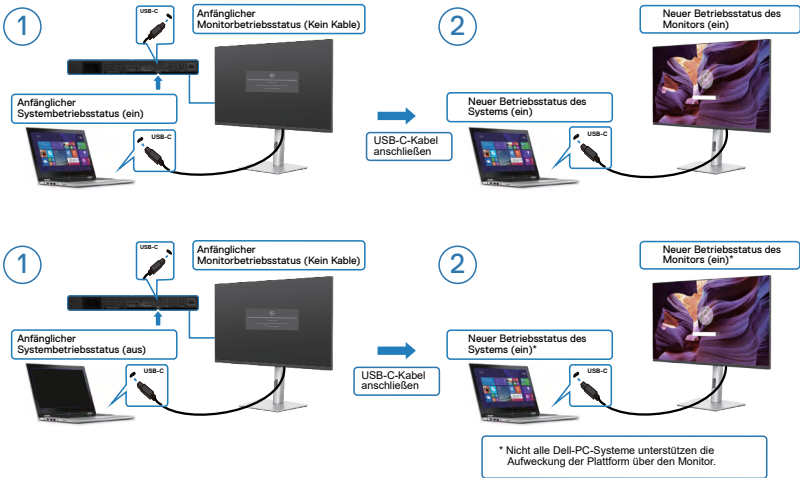 1
USB-C
Anfänglicher
Monitorbetriebsstatus (Kein Kable)
Anfänglicher
Systembetriebsstatus (ein)
USB-C
USB-C-Kabel
anschließen
2
Neuer Betriebsstatus des
Monitors (ein)
Neuer Betriebsstatus des
Systems (ein)
USB-C
1
USB-C
Anfänglicher
Monitorbetriebsstatus (Kein Kable)
Anfänglicher
Systembetriebsstatus (aus)
USB-C
USB-C-Kabel
anschließen
2
Neuer Betriebsstatus des
Monitors (ein)*
Neuer Betriebsstatus des
Systems (ein)*
USB-C
* Nicht alle Dell-PC-Systeme unterstützen die
Aufweckung der Plattform über den Monitor.